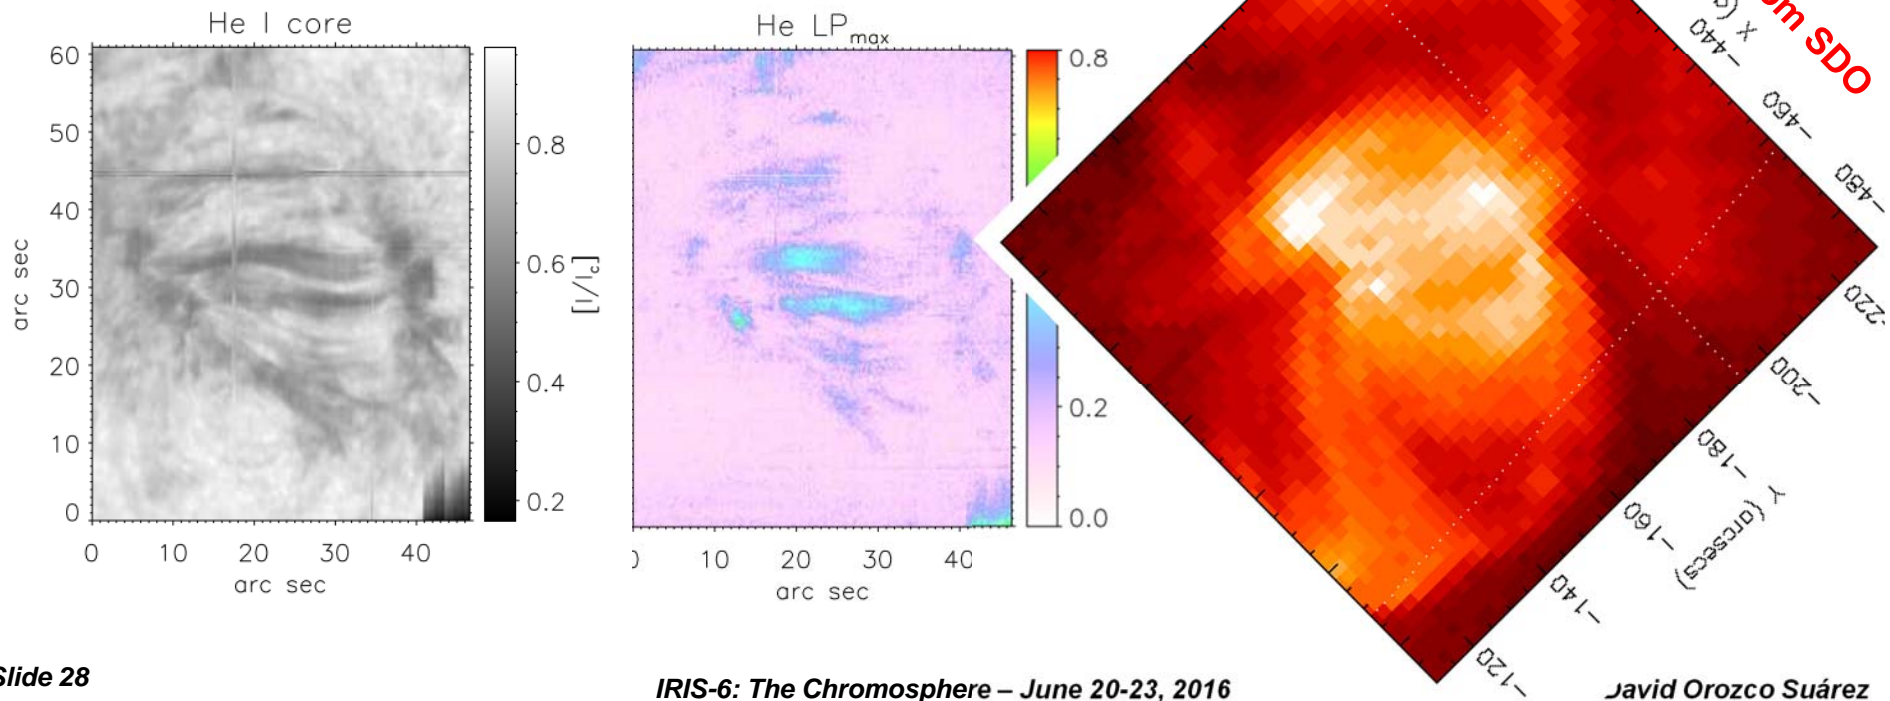 He I core
60
50
40
30
20
10
0
arc sec
0 10 20 30 40
arc sec
0.8
0.6
0.4
0.2
[I/Ic]
He LPmax
10 20 30
arc sec
0.8
0.2
0.0
SDO
X
−440
−460
−480
−220
−200
−180
−160
−140
−120
Y (arcsecs)
Slide 28
IRIS-6: The Chromosphere – June 20-23, 2016
David Orozco Suárez